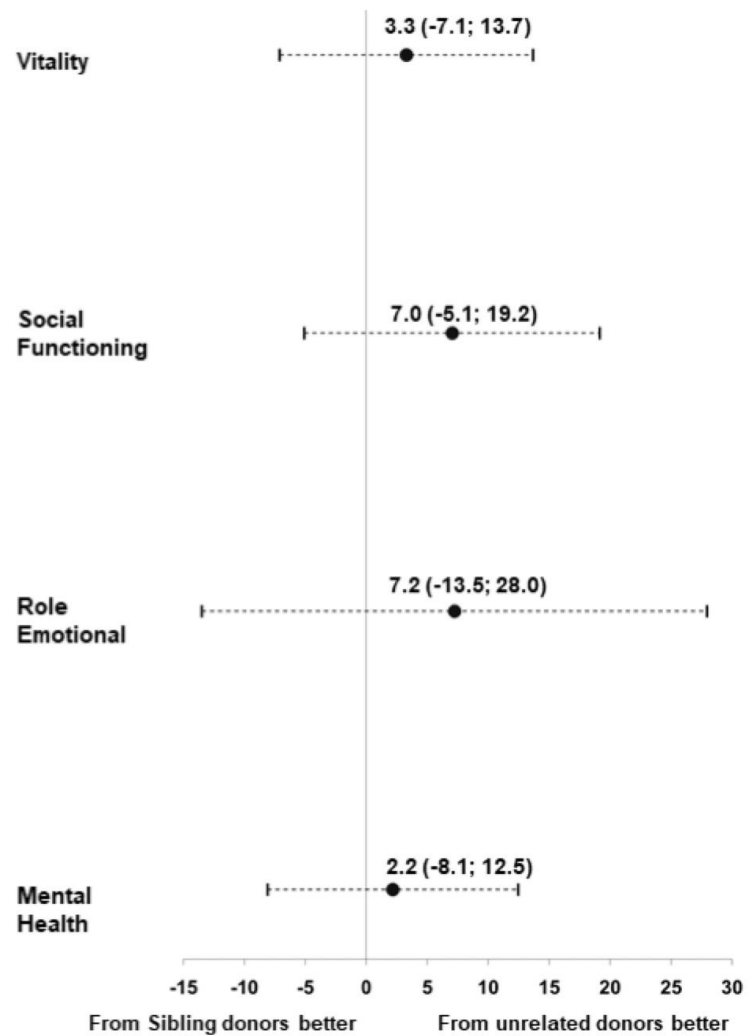 3.3 (-7.1; 13.7)
Vitality
7.0 (-5.1; 19.2)
Social
Functioning
7.2 (-13.5; 28.0)
Role
Emotional
2.2 (-8.1; 12.5)
Mental
Health
-15 -10 -5 0 5 10 15 20 25 30
From Sibling donors better From unrelated donors better